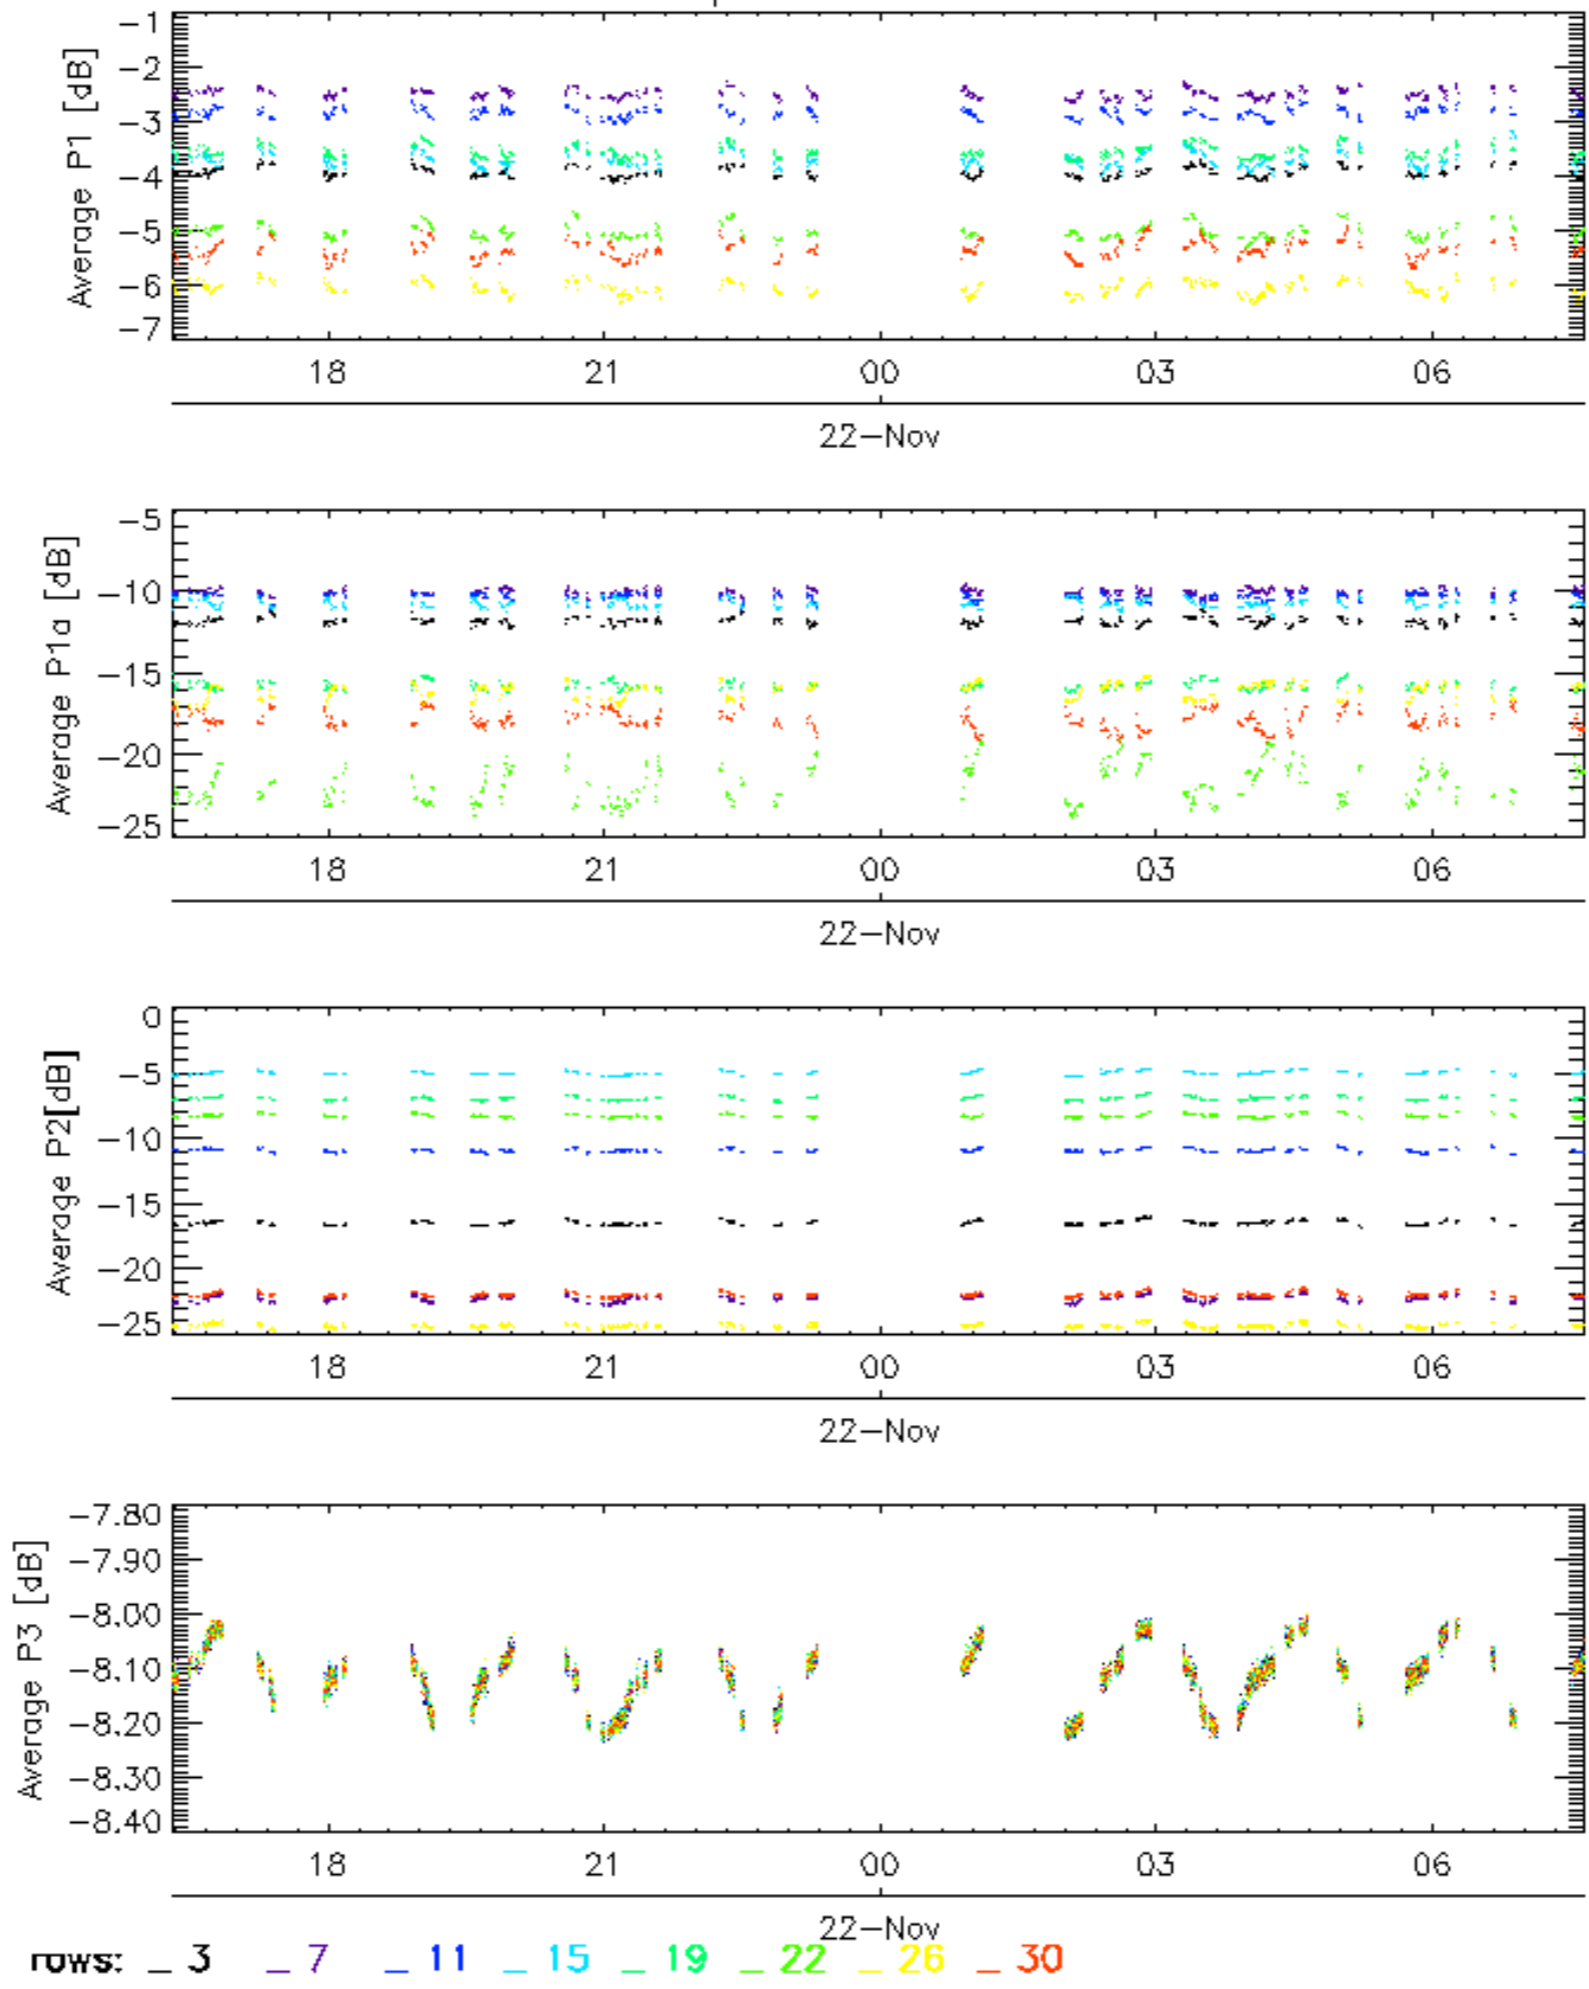 Average P1 [dB]
-1
-2
-3
-4
-5
-6
-7
18 21 00 03 06
22-Nov
Average P1a [dB]
-5
-10
-15
-20
-25
18 21 00 03 06
22-Nov
Average P2[dB]
0
-5
-10
-15
-20
-25
18 21 00 03 06
22-Nov
Average P3 [dB]
-7.80
-7.90
-8.00
-8.10
-8.20
-8.30
-8.40
18 21 00 03 06
22-Nov
rows: _ 3 _ 7 _ 11 _ 15 _ 19 _ 22 _ 26 _ 30